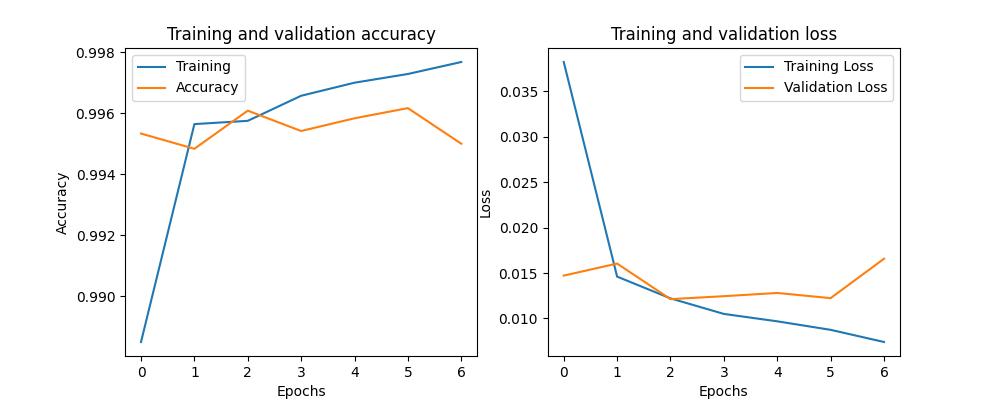 Training and validation accuracy
0.998
0.996
0.994
0.992
0.990
Accuracy
Training
Accuracy
0 1 2 3 4 5 6
Epochs
Training and validation loss
0.035
0.030
0.025
0.020
0.015
0.010
Loss
Training Loss
Validation Loss
0 1 2 3 4 5 6
Epochs